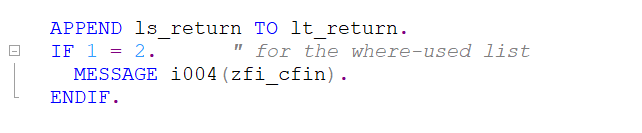 APPEND ls_return TO lt_return.
IF 1 = 2.      " for the where-used list
  MESSAGE i004(zfi_cfin).
ENDIF.